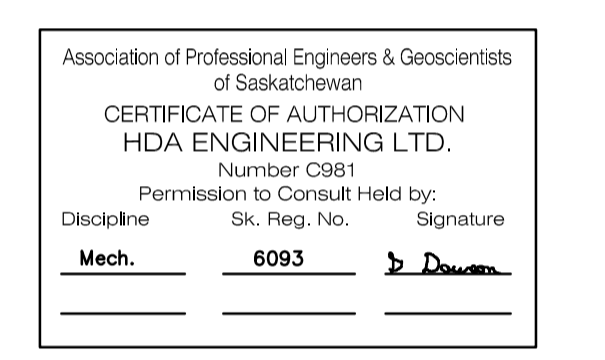 Association of Professional Engineers & Geoscientists
of Saskatchewan
CERTIFICATE OF AUTHORIZATION
HDA ENGINEERING LTD.
Number C981
Permission to Consult Held by:
Discipline Sk. Reg. No. Signature
Mech. 6093 D Dawson